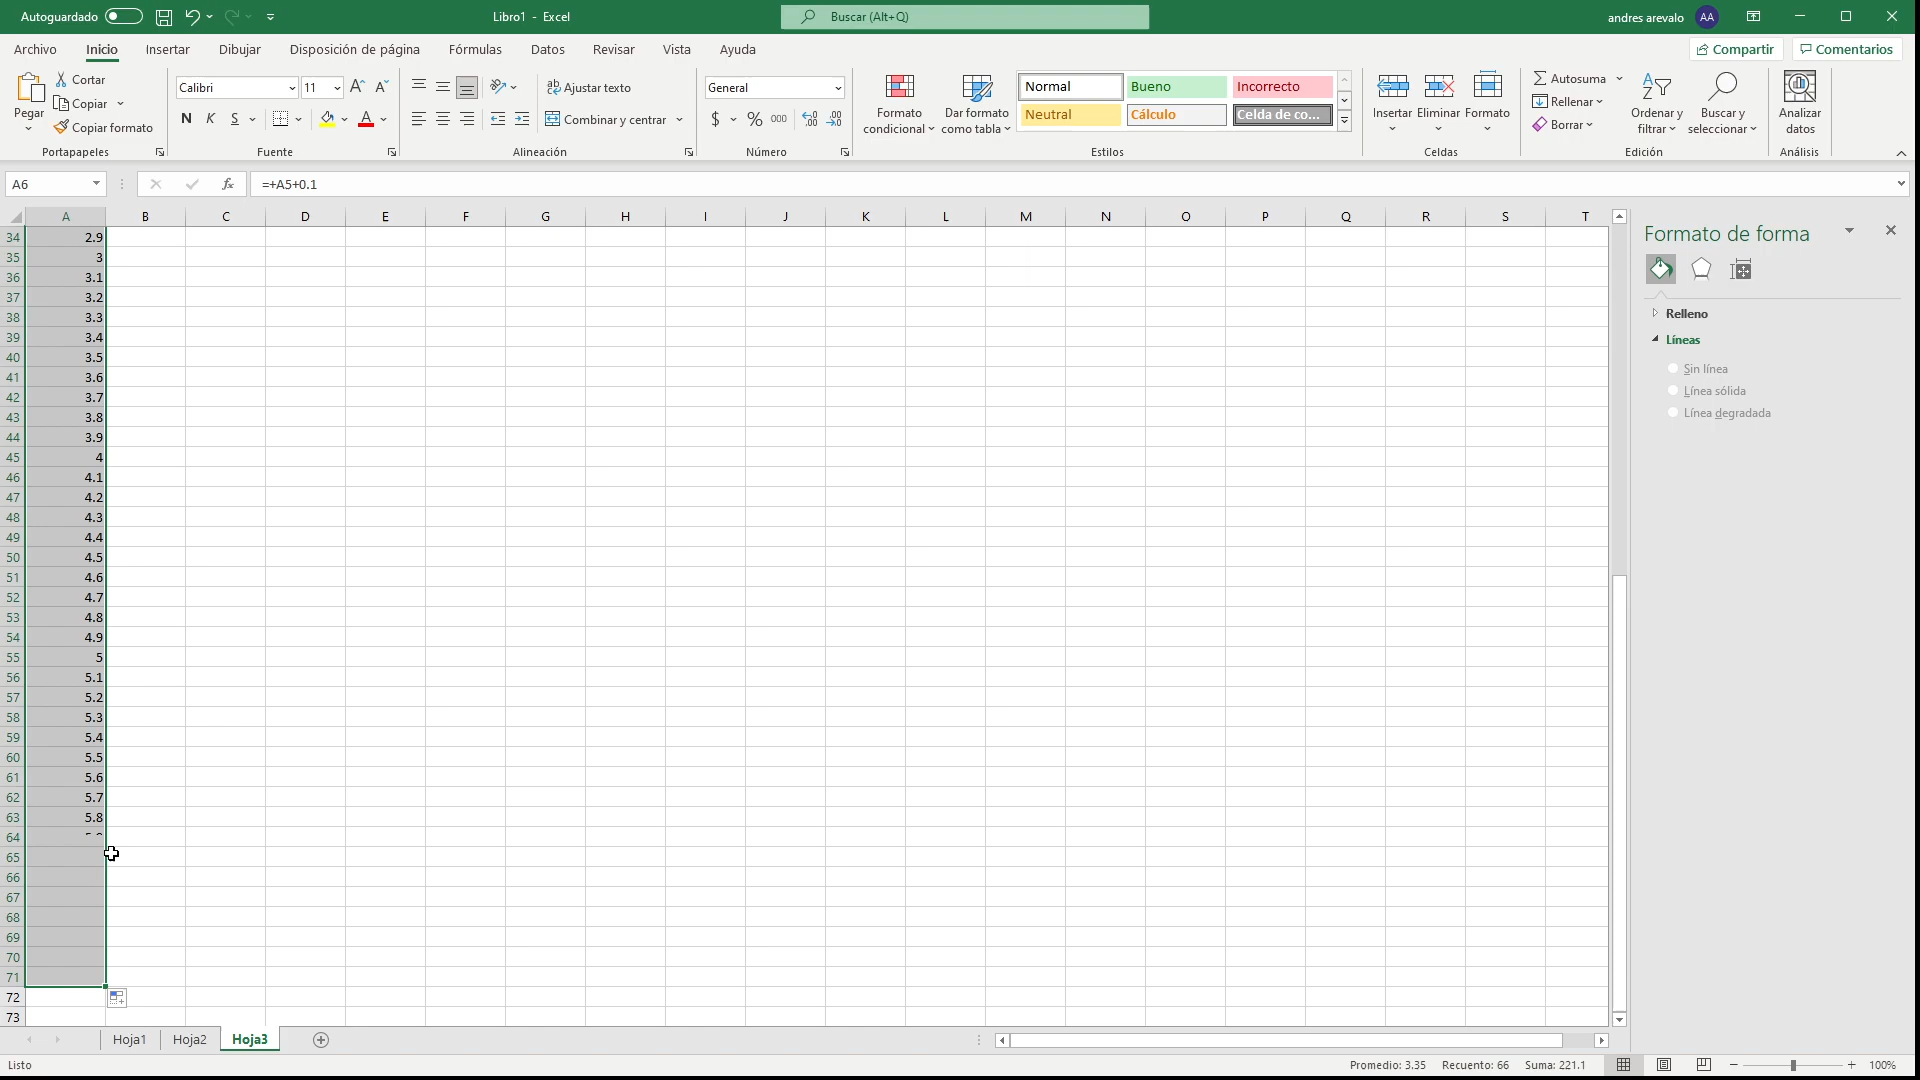 Autoguardado
Libro1 - Excel
Buscar (Alt+Q)
andres arevalo
AA
Archivo
Inicio
Insertar
Dibujar
Disposición de página
Fórmulas
Datos
Revisar
Vista
Ayuda
Compartir
Comentarios
Pegar
Cortar
Copiar
Copiar formato
Portapapeles
Calibri
11
N K S
Fuente
Ajustar texto
Combinar y centrar
Alineación
General
$ % 000
Número
Formato
condicional
Dar formato
como tabla
Normal
Bueno
Incorrecto
Neutral
Cálculo
Celda de co...
Estilos
Insertar
Eliminar
Formato
Celdas
Autosuma
Rellenar
Borrar
Ordenar y
filtrar
Buscar y
seleccionar
Edición
Analizar
datos
Análisis
A6
fx
=+A5+0.1
A B C D E F G H I J K L M N O P Q R S T
34 2.9
35 3
36 3.1
37 3.2
38 3.3
39 3.4
40 3.5
41 3.6
42 3.7
43 3.8
44 3.9
45 4
46 4.1
47 4.2
48 4.3
49 4.4
50 4.5
51 4.6
52 4.7
53 4.8
54 4.9
55 5
56 5.1
57 5.2
58 5.3
59 5.4
60 5.5
61 5.6
62 5.7
63 5.8
64
65
66
67
68
69
70
71
72
73
Formato de forma
Relleno
Líneas
Sin línea
Línea sólida
Línea degradada
Hoja1
Hoja2
Hoja3
Listo
Promedio: 3.35
Recuento: 66
Suma: 221.1
100%